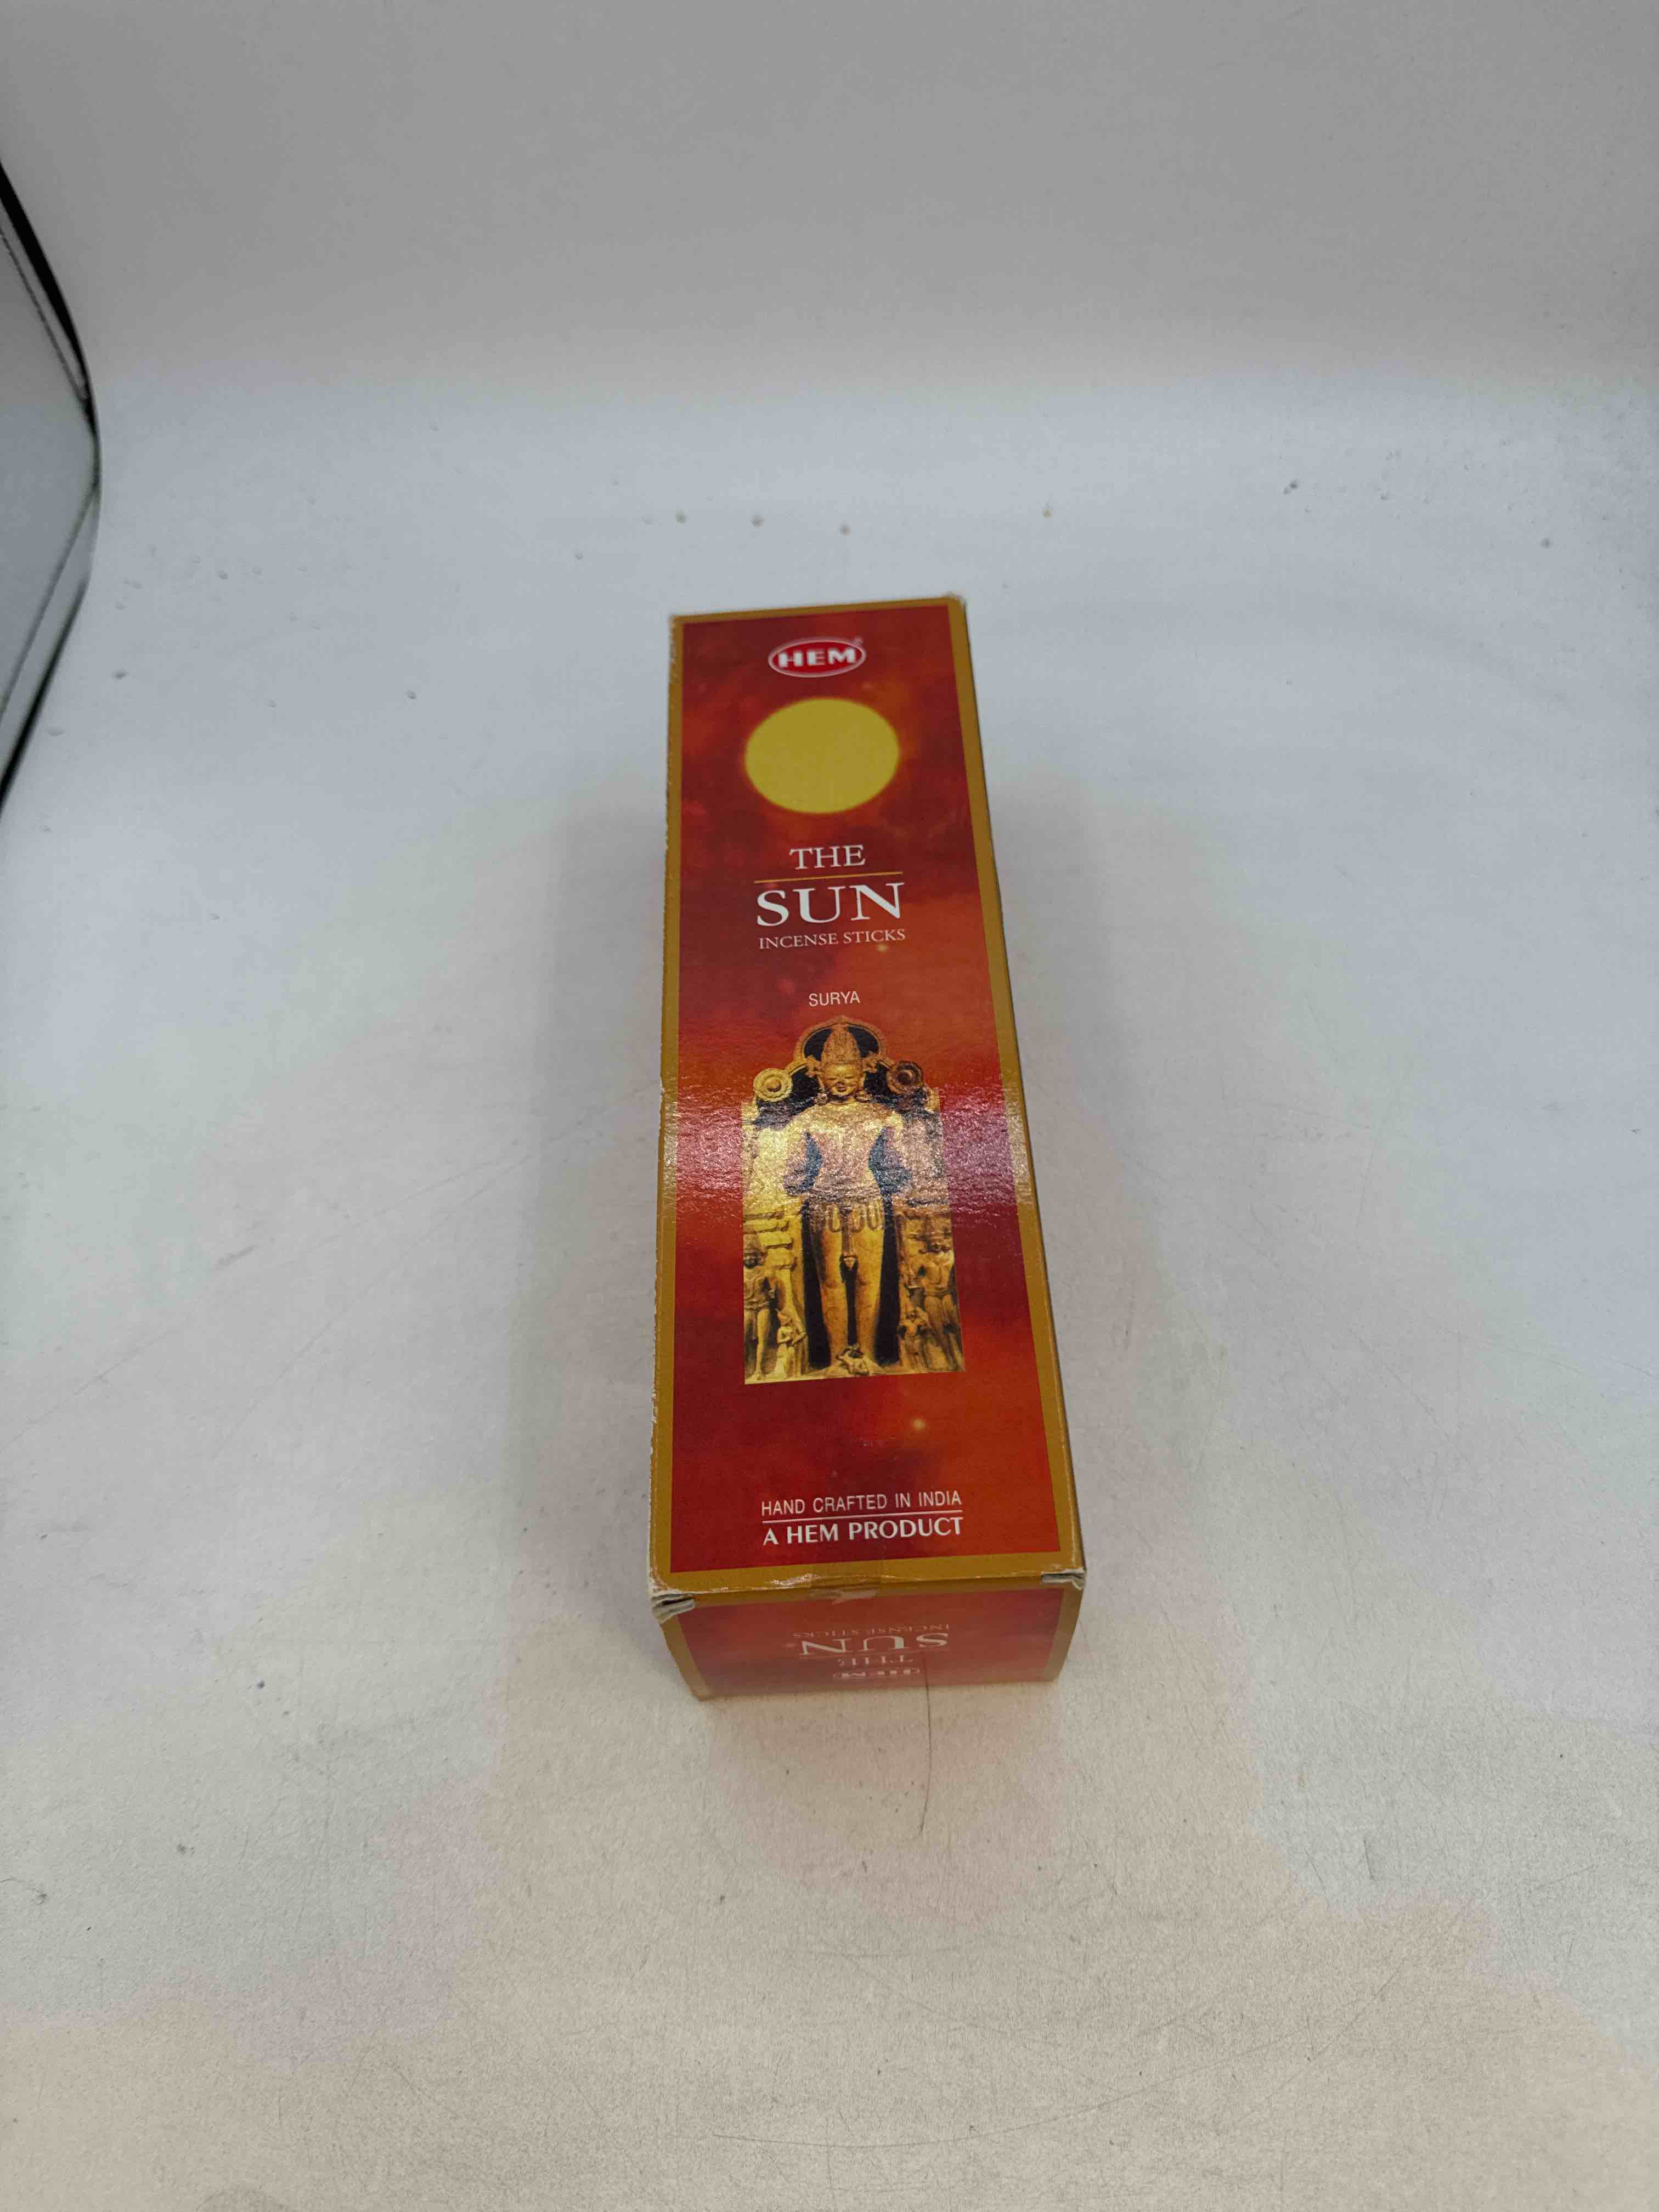 HEM®
THE
SUN
INCENSE STICKS
SURYA
HAND CRAFTED IN INDIA
A HEM PRODUCT
HEM
THE
SUN
INCENSE STICKS